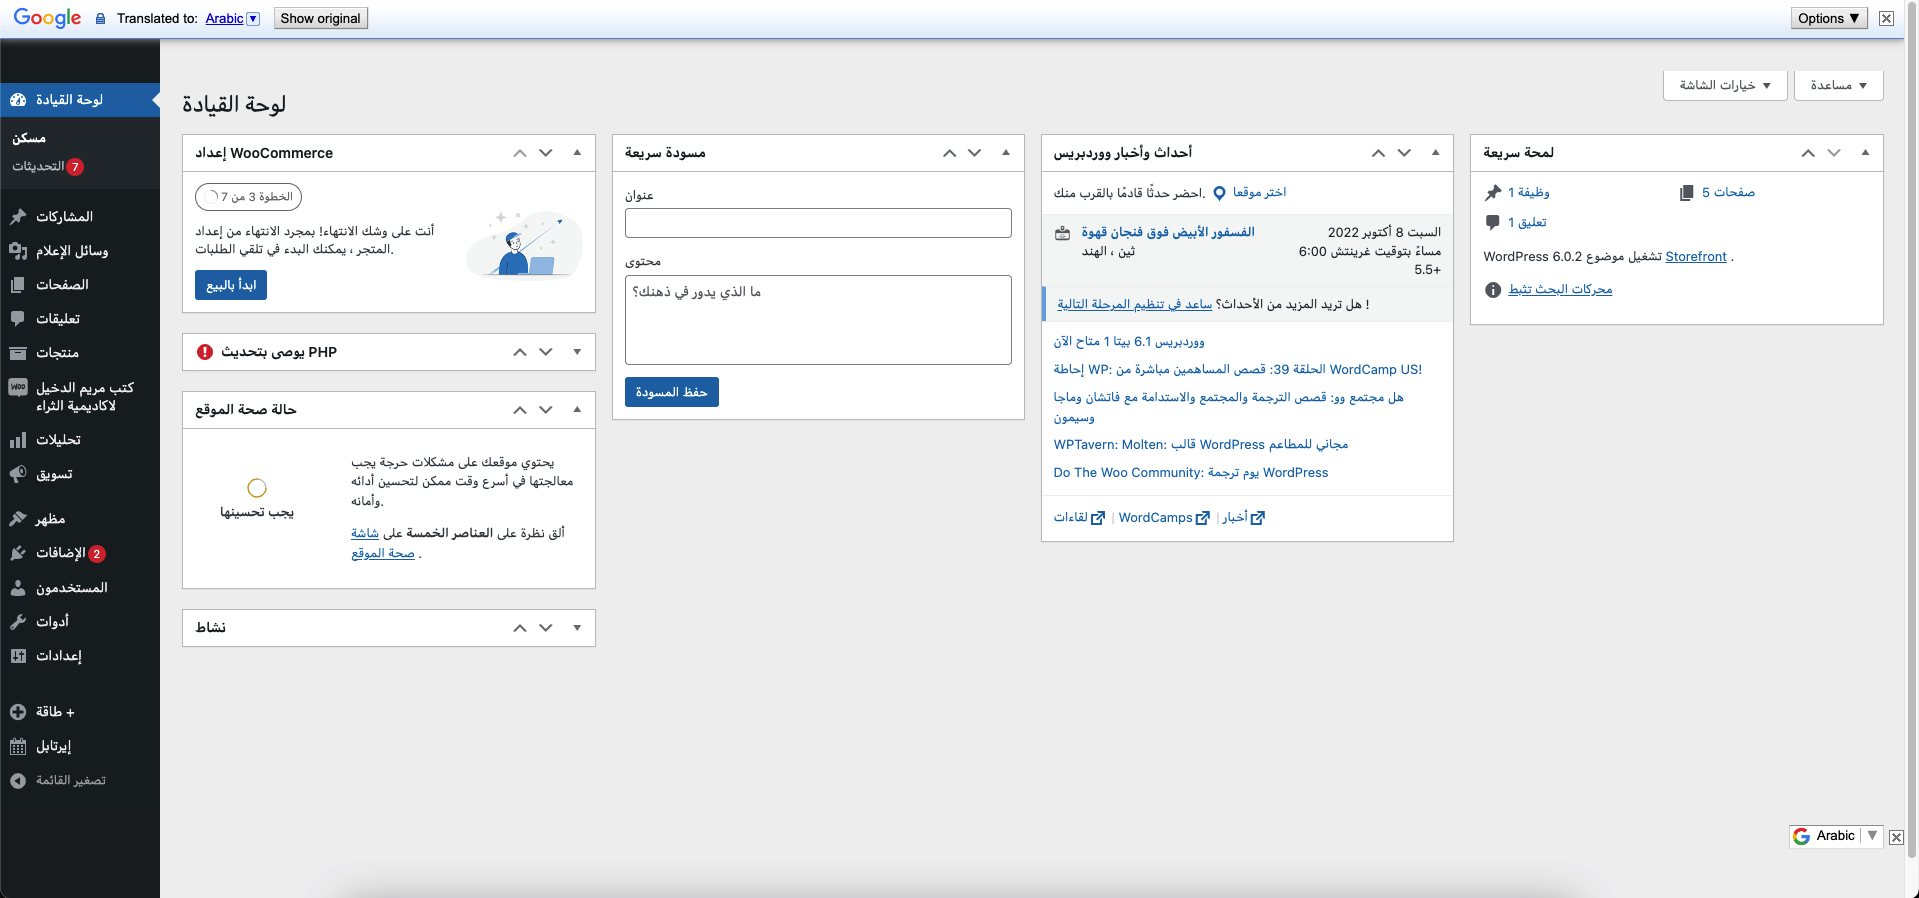 Google Translated to: Arabic Show original Options ▼
لوحة القيادة
مسكن
التحديثات 7
المشاركات
وسائل الإعلام
الصفحات
تعليقات
منتجات
كتب مريم الدخيل
لاكاديمية الثراء
تحليلات
تسويق
مظهر
الإضافات 2
المستخدمون
أدوات
إعدادات
+ طاقة
إيرتابل
تصغير القائمة
مساعدة
خيارات الشاشة
لوحة القيادة
إعداد WooCommerce
الخطوة 3 من 7
أنت على وشك الانتهاء! بمجرد الانتهاء من إعداد
المتجر ، يمكنك البدء في تلقي الطلبات.
ابدأ بالبيع
يوصى بتحديث PHP
حالة صحة الموقع
يجب تحسينها
يحتوي موقعك على مشكلات حرجة يجب
معالجتها في أسرع وقت ممكن لتحسين أدائه
وأمانه.
ألق نظرة على العناصر الخمسة على شاشة
صحة الموقع .
نشاط
مسودة سريعة
عنوان
محتوى
ما الذي يدور في ذهنك؟
حفظ المسودة
أحداث وأخبار ووردبريس
احضر حدثًا قادمًا بالقرب منك. اختر موقعا
الفسفور الأبيض فوق فنجان قهوة
ثين ، الهند
السبت 8 أكتوبر 2022
6:00 مساءً بتوقيت غرينتش
+5.5
هل تريد المزيد من الأحداث؟ ساعد في تنظيم المرحلة التالية !
ووردبريس 6.1 بيتا 1 متاح الآن
إحاطة WP: الحلقة 39: قصص المساهمين مباشرة من WordCamp US!
هل مجتمع وو: قصص الترجمة والمجتمع والاستدامة مع فاتشان وماجا
وسيمون
WPTavern: Molten: قالب WordPress مجاني للمطاعم
Do The Woo Community: يوم ترجمة WordPress
لقاءات | WordCamps | أخبار
لمحة سريعة
1 وظيفة
5 صفحات
1 تعليق
WordPress 6.0.2 تشغيل موضوع Storefront .
محركات البحث تثبط
Arabic